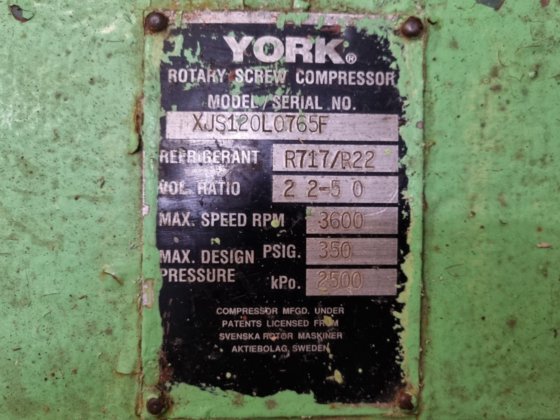 YORK®
ROTARY SCREW COMPRESSOR
MODEL/SERIAL NO.
XJS120L0765F
REFRIGERANT R717/R22
VOL. RATIO 2 2-5 0
MAX. SPEED RPM 3600
MAX. DESIGN PRESSURE PSIG. 350
kPo. 2500
COMPRESSOR MFGD. UNDER
PATENTS LICENSED FROM
SVENSKA ROTOR MASKINER
AKTIEBOLAG, SWEDEN